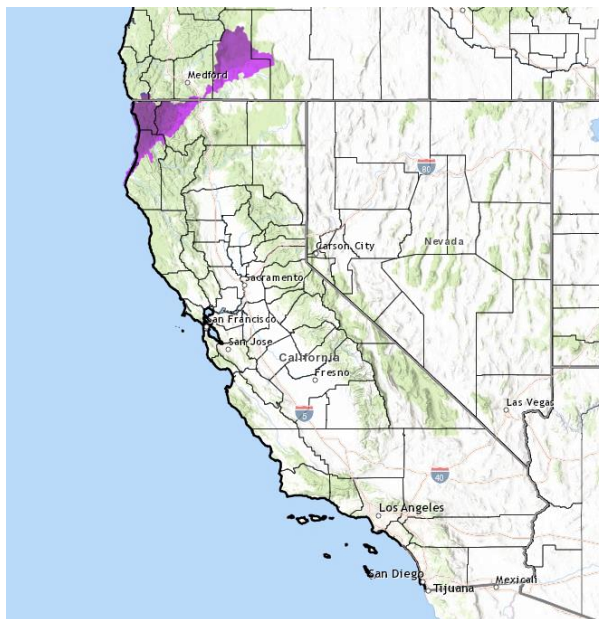 Medford
80
Carson City
Nevada
Sacramento
San Francisco
San Jose
California
Fresno
Las Vegas
5
40
Los Angeles
San Diego
Mexicali
Tijuana